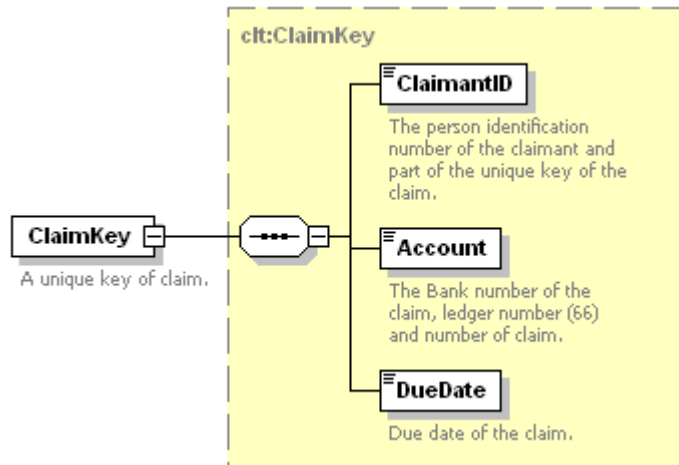 clt:ClaimKey
ClaimantID
The person identification
number of the claimant and
part of the unique key of the
claim.
ClaimKey
A unique key of claim.
Account
The Bank number of the
claim, ledger number (66)
and number of claim.
DueDate
Due date of the claim.